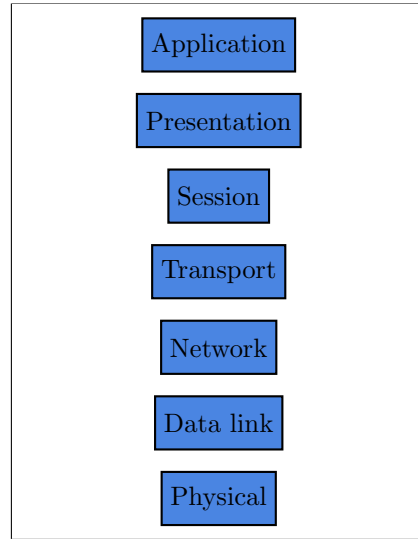 Application
Presentation
Session
Transport
Network
Data link
Physical